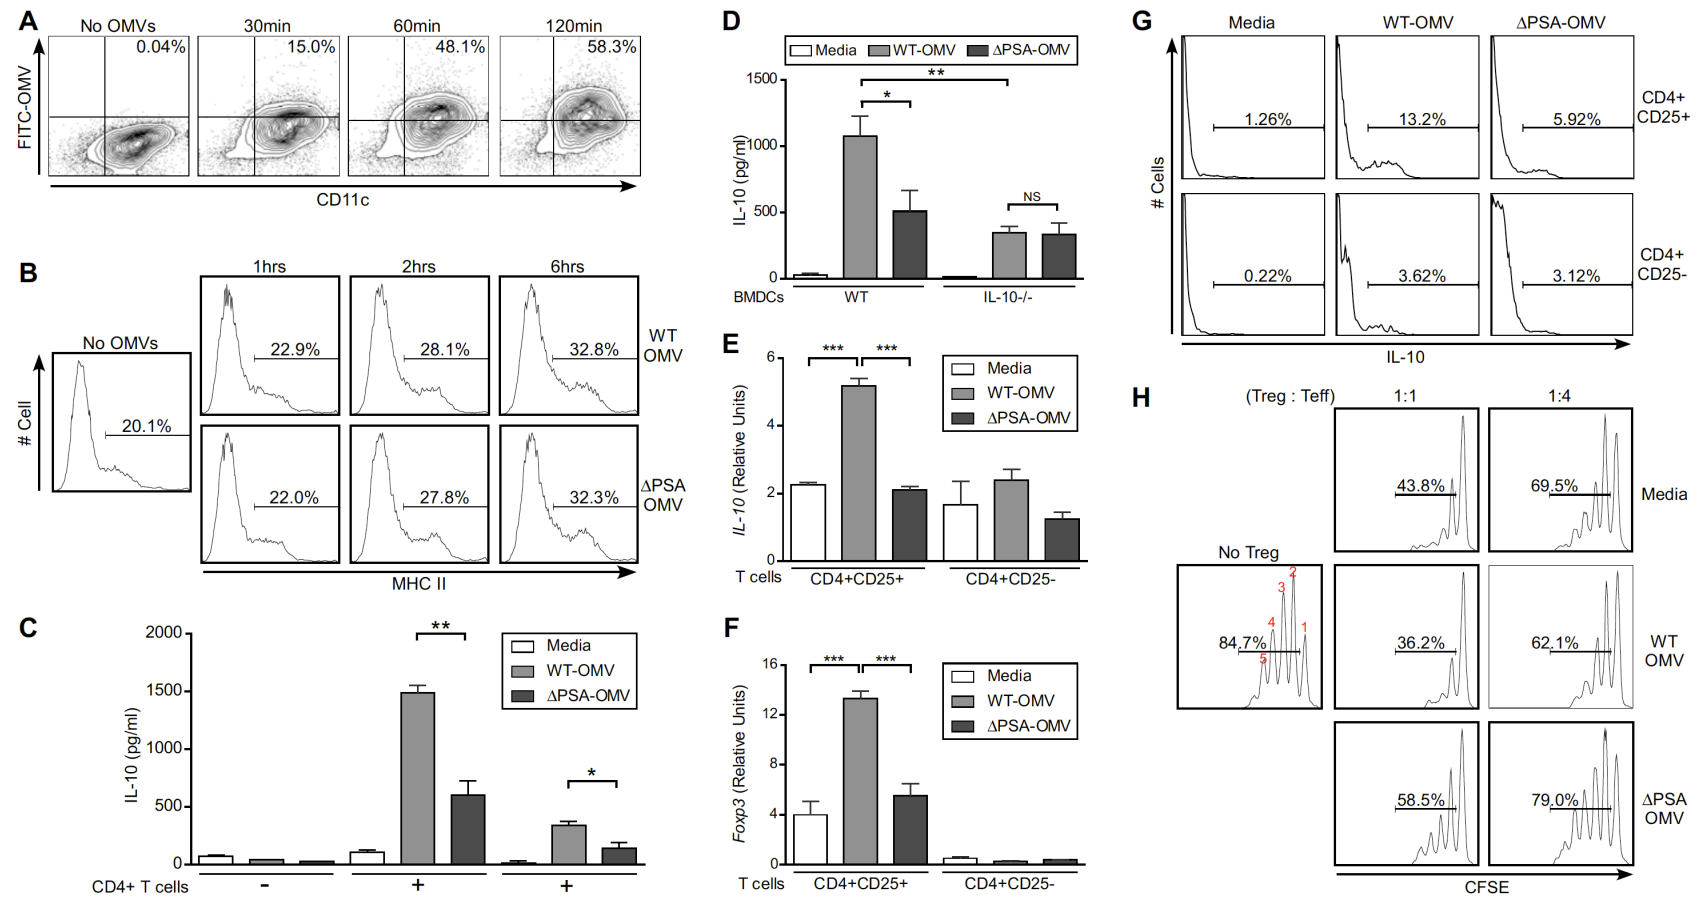 A
No OMVs
30min
60min
120min
0.04%
15.0%
48.1%
58.3%
FITC-OMV
CD11c
B
1hrs
2hrs
6hrs
No OMVs
20.1%
22.9%
28.1%
32.8%
WT
OMV
22.0%
27.8%
32.3%
ΔPSA
OMV
# Cell
MHC II
C
2000
1500
1000
500
0
IL-10 (pg/ml)
**
*
Media
WT-OMV
ΔPSA-OMV
CD4+ T cells
-
+
+
D
Media
WT-OMV
ΔPSA-OMV
1500
1000
500
0
IL-10 (pg/ml)
**
*
NS
BMDCs
WT
IL-10-/-
E
6
4
2
0
IL-10 (Relative Units)
***
***
Media
WT-OMV
ΔPSA-OMV
T cells
CD4+CD25+
CD4+CD25-
F
16
12
8
4
0
Foxp3 (Relative Units)
***
***
Media
WT-OMV
ΔPSA-OMV
T cells
CD4+CD25+
CD4+CD25-
G
Media
WT-OMV
ΔPSA-OMV
1.26%
13.2%
5.92%
CD4+
CD25+
0.22%
3.62%
3.12%
CD4+
CD25-
# Cells
IL-10
H
(Treg : Teff)
1:1
1:4
43.8%
69.5%
Media
No Treg
84.7%
1
2
3
4
5
36.2%
62.1%
WT
OMV
58.5%
79.0%
ΔPSA
OMV
CFSE